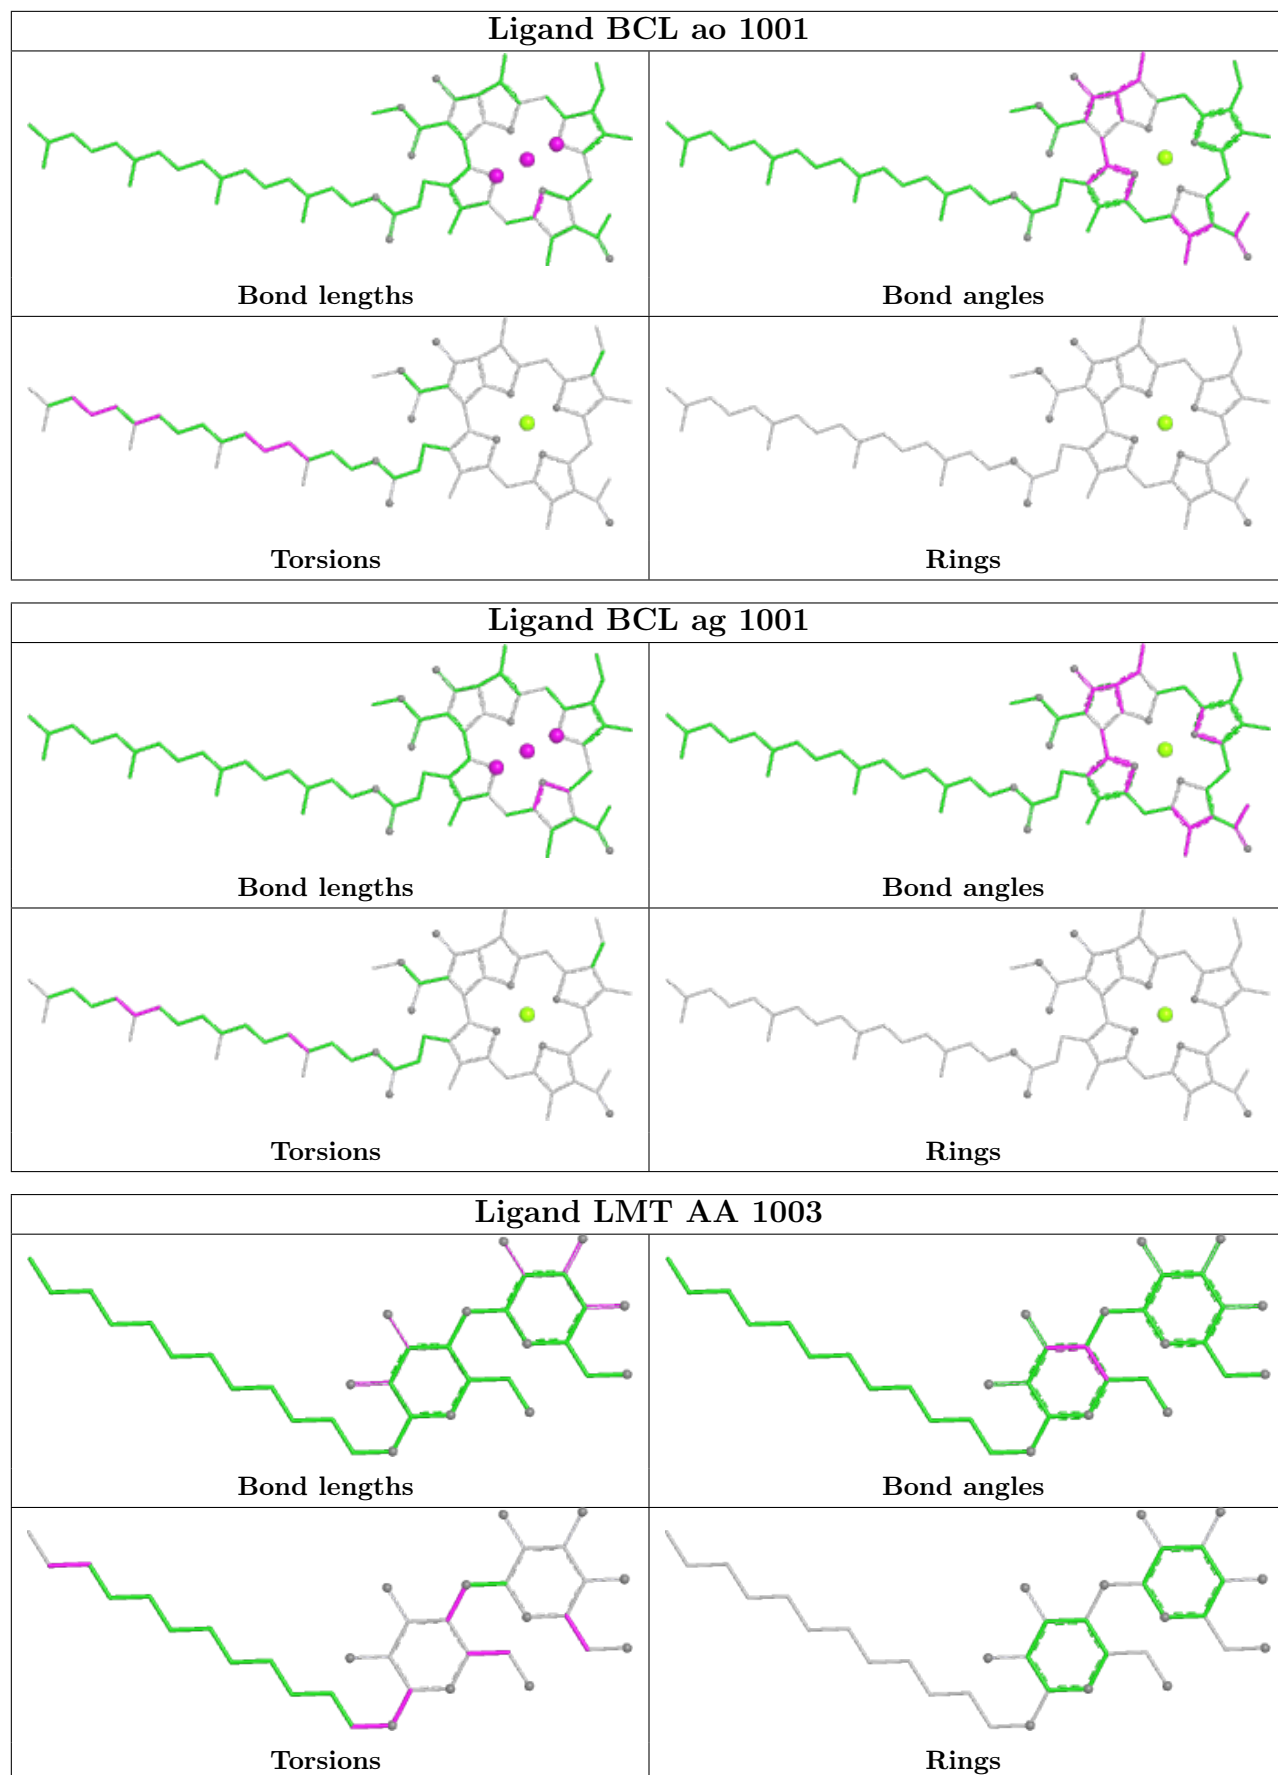 Ligand BCL ao 1001
Bond lengths
Bond angles
Torsions
Rings
Ligand BCL ag 1001
Bond lengths
Bond angles
Torsions
Rings
Ligand LMT AA 1003
Bond lengths
Bond angles
Torsions
Rings